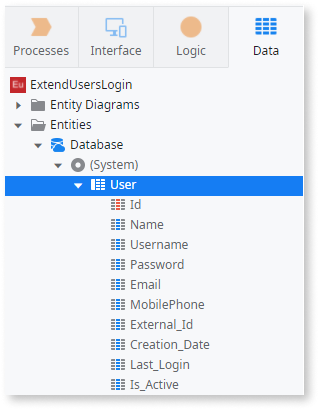 Processes Interface Logic Data
Eu ExtendUsersLogin
Entity Diagrams
Entities
Database
(System)
User
Id
Name
Username
Password
Email
MobilePhone
External_Id
Creation_Date
Last_Login
Is_Active